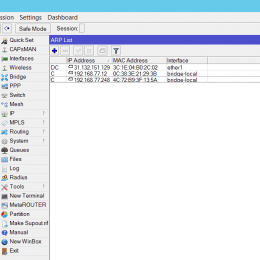 ssion Settings Dashboard
Safe Mode Session:
Quick Set
CAPsMAN
Interfaces
Wireless
Bridge
PPP
Switch
Mesh
IP
MPLS
Routing
System
Queues
Files
Log
Radius
Tools
New Terminal
MetaROUTER
Partition
Make Supout.rif
Manual
New WinBox
Exit
ARP List
IP Address MAC Address Interface
DC 31.132.151.129 3C:1E:04:B0:2C:02 ether1
C 192.168.77.12 0C:38:3E:21:29:3B bridge-local
C 192.168.77.248 4C:72:B9:3F:13:5A bridge-local